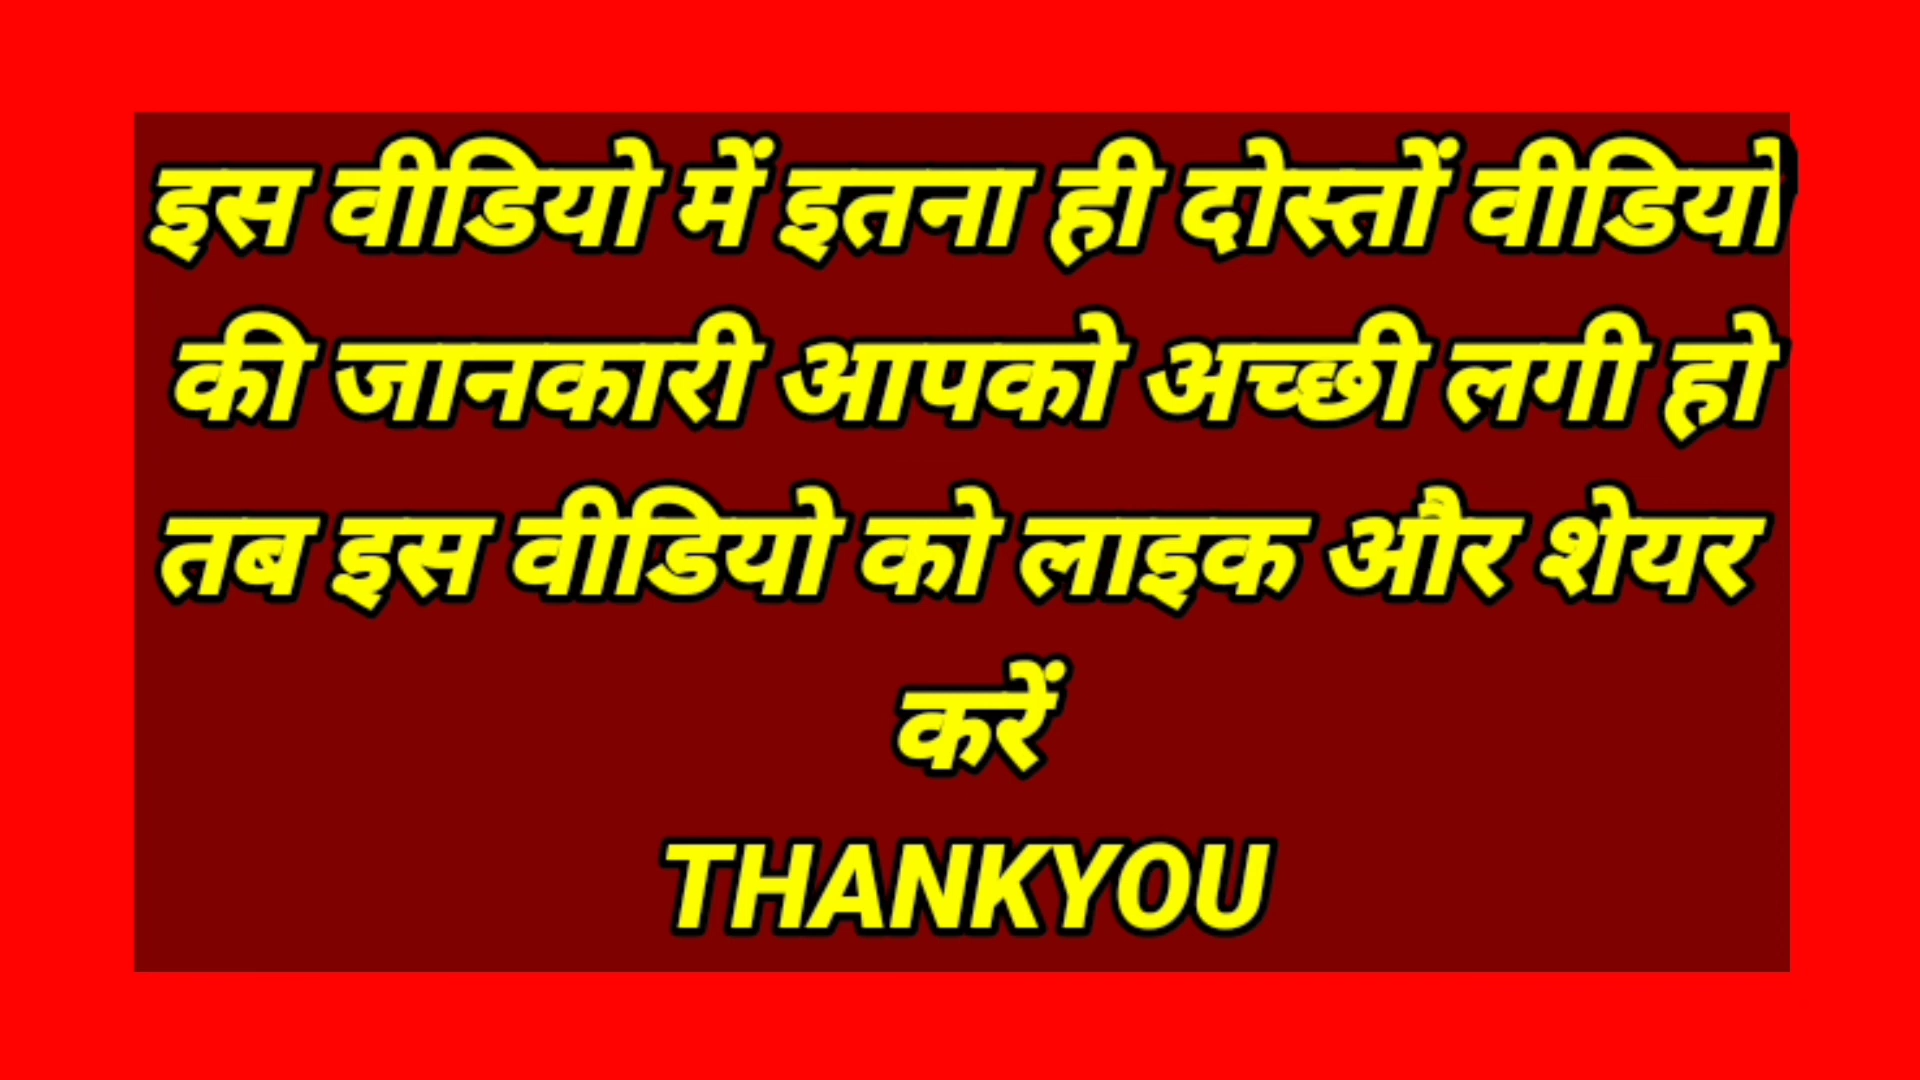 इस वीडियो में इतना ही दोस्तों वीडियो
की जानकारी आपको अच्छी लगी हो
तब इस वीडियो को लाइक और शेयर
करें
THANKYOU